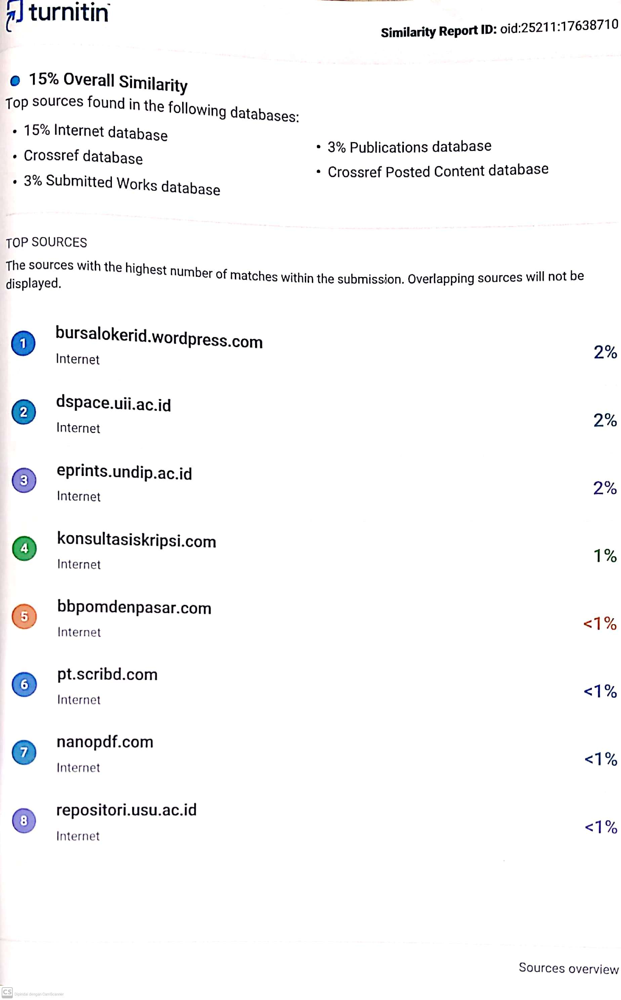 turnitin
Similarity Report ID: oid:25211:17638710
15% Overall Similarity
Top sources found in the following databases:
• 15% Internet database
• Crossref database
• 3% Submitted Works database
• 3% Publications database
• Crossref Posted Content database
TOP SOURCES
The sources with the highest number of matches within the submission. Overlapping sources will not be
displayed.
1
bursalokerid.wordpress.com
Internet
2%
2
dspace.uii.ac.id
Internet
2%
3
eprints.undip.ac.id
Internet
2%
4
konsultasiskripsi.com
Internet
1%
5
bbpomdenpasar.com
Internet
<1%
6
pt.scribd.com
Internet
<1%
7
nanopdf.com
Internet
<1%
8
repositori.usu.ac.id
Internet
<1%
Sources overview
CS Dipindai dengan CamScanner